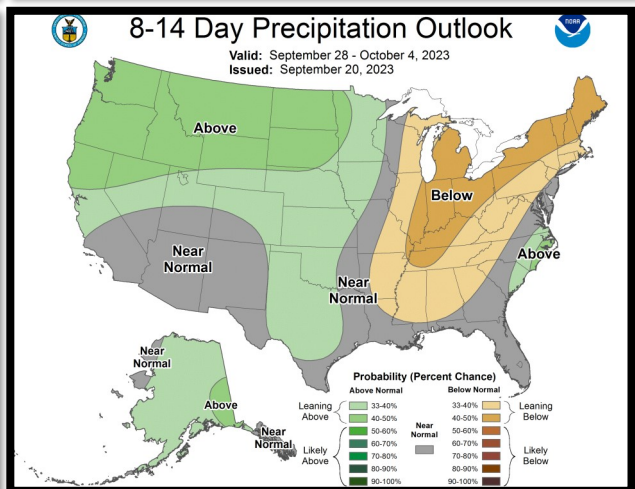 8-14 Day Precipitation Outlook
Valid: September 28 - October 4, 2023
Issued: September 20, 2023
NOAA
Above
Below
Near
Normal
Near
Normal
Above
Near
Normal
Above
Near
Normal
Probability (Percent Chance)
Above Normal Below Normal
Leaning
Above
33-40%
40-50%
Likely
Above
50-60%
60-70%
70-80%
80-90%
90-100%
Near
Normal
33-40%
40-50%
Leaning
Below
50-60%
60-70%
70-80%
80-90%
90-100%
Likely
Below